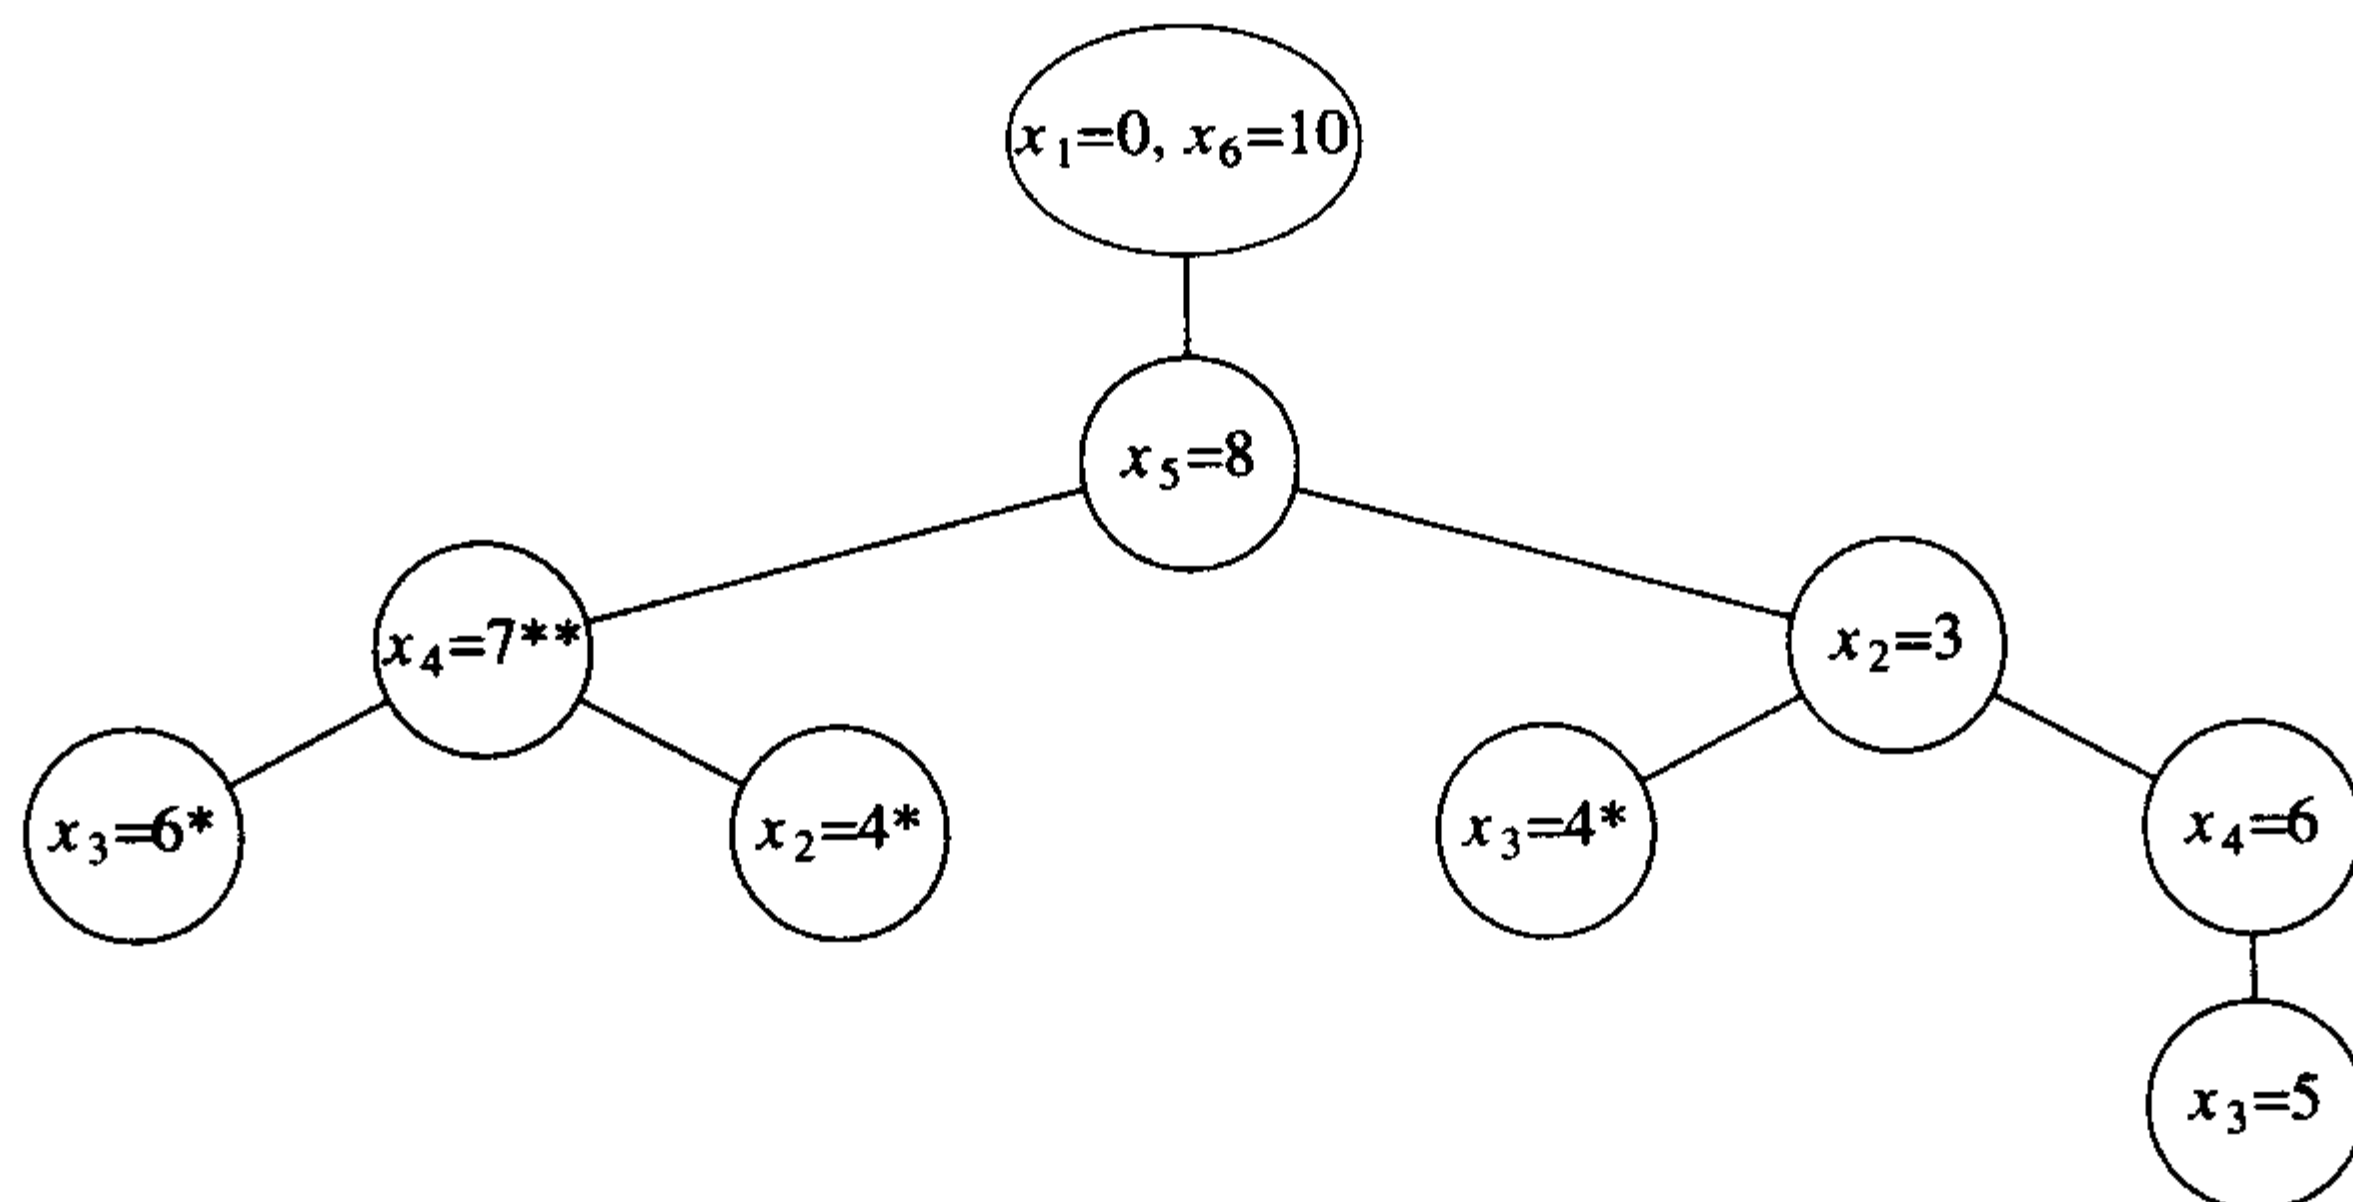 x₁=0, x₆=10
x₅=8
x₄=7**
x₂=3
x₃=6*
x₂=4*
x₃=4*
x₄=6
x₃=5